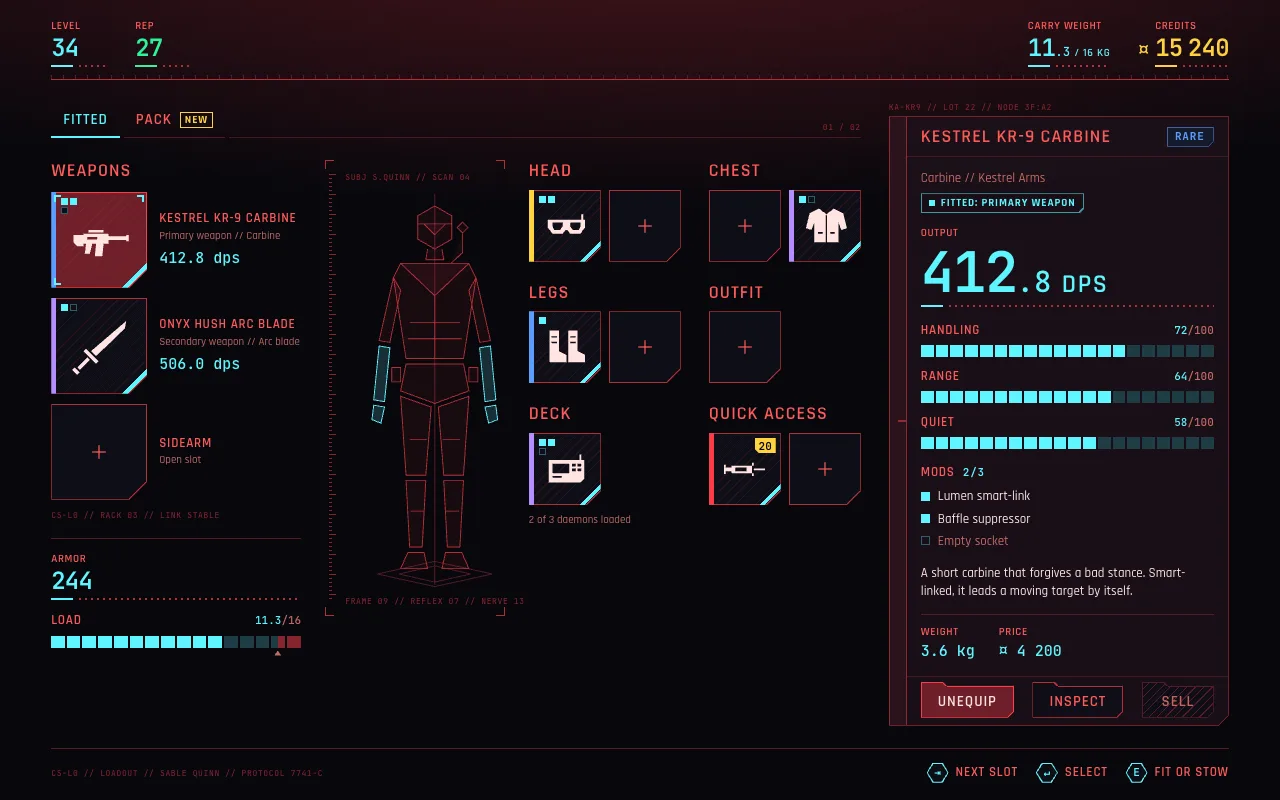 LEVEL
34
REP
27
CARRY WEIGHT
11.3 / 16 KG
CREDITS
¤ 15 240
FITTED
PACK NEW
01 / 02
WEAPONS
KESTREL KR-9 CARBINE
Primary weapon // Carbine
412.8 dps
ONYX HUSH ARC BLADE
Secondary weapon // Arc blade
506.0 dps
SIDEARM
Open slot
CS-L0 // RACK 03 // LINK STABLE
ARMOR
244
LOAD 11.3/16
SUBJ S.QUINN // SCAN 04
FRAME 09 // REFLEX 07 // NERVE 13
HEAD
CHEST
LEGS
OUTFIT
DECK
2 of 3 daemons loaded
QUICK ACCESS
20
KA-KR9 // LOT 22 // NODE 3F:A2
KESTREL KR-9 CARBINE RARE
Carbine // Kestrel Arms
FITTED: PRIMARY WEAPON
OUTPUT
412.8 DPS
HANDLING 72/100
RANGE 64/100
QUIET 58/100
MODS 2/3
Lumen smart-link
Baffle suppressor
Empty socket
A short carbine that forgives a bad stance. Smart-
linked, it leads a moving target by itself.
WEIGHT
3.6 kg
PRICE
¤ 4 200
UNEQUIP
INSPECT
SELL
CS-L0 // LOADOUT // SABLE QUINN // PROTOCOL 7741-C
⇥ NEXT SLOT
↵ SELECT
E FIT OR STOW